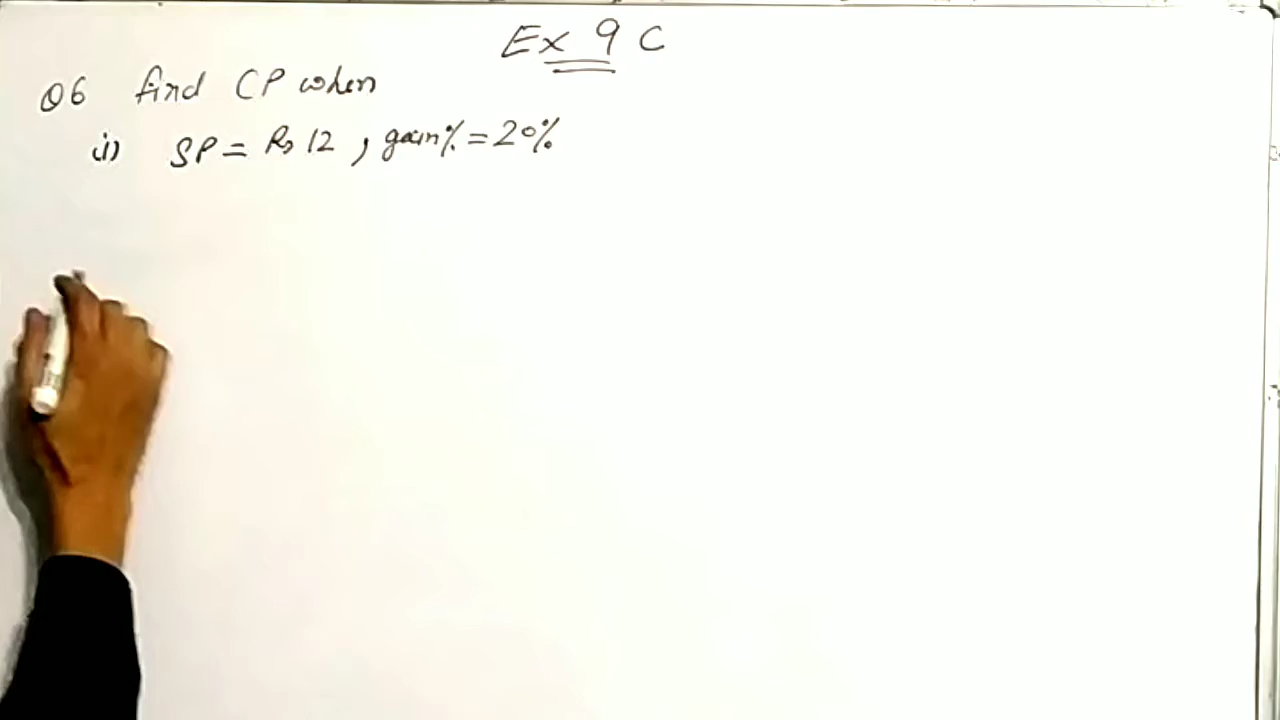 Ex 9 C
Q6 find CP when
(i) SP = Rs 12 , gain% = 20%